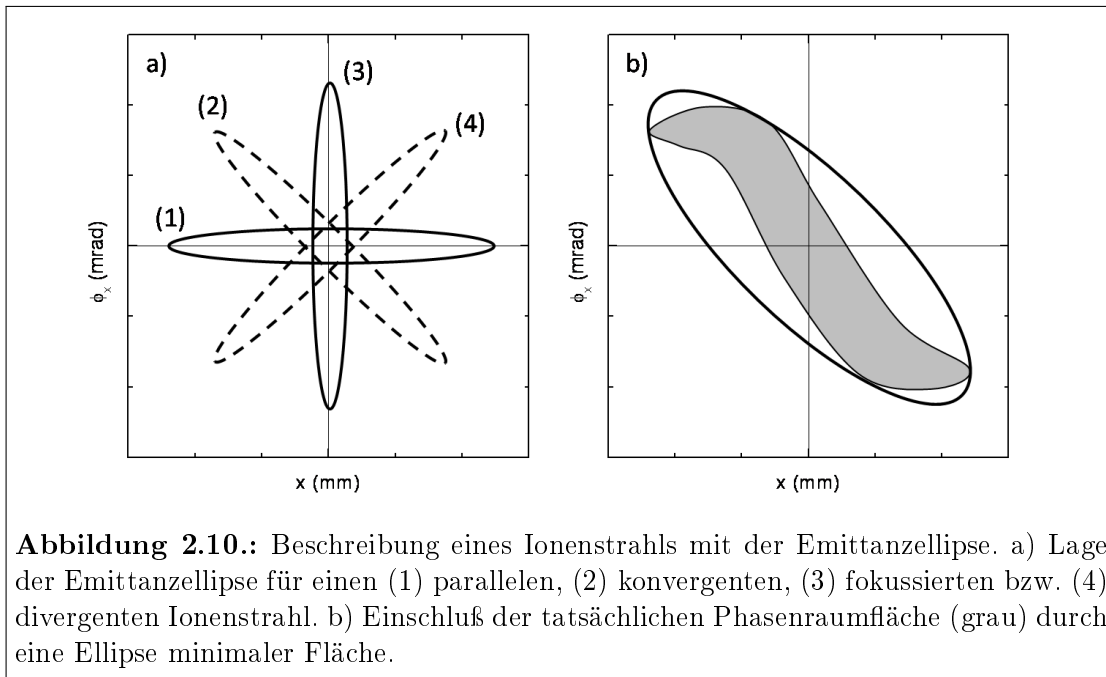 a)
(3)
(2)
(4)
(1)
ϕx (mrad)
x (mm)
b)
ϕx (mrad)
x (mm)
Abbildung 2.10.: Beschreibung eines Ionenstrahls mit der Emittanzellipse. a) Lage
der Emittanzellipse für einen (1) parallelen, (2) konvergenten, (3) fokussierten bzw. (4)
divergenten Ionenstrahl. b) Einschluß der tatsächlichen Phasenraumfläche (grau) durch
eine Ellipse minimaler Fläche.